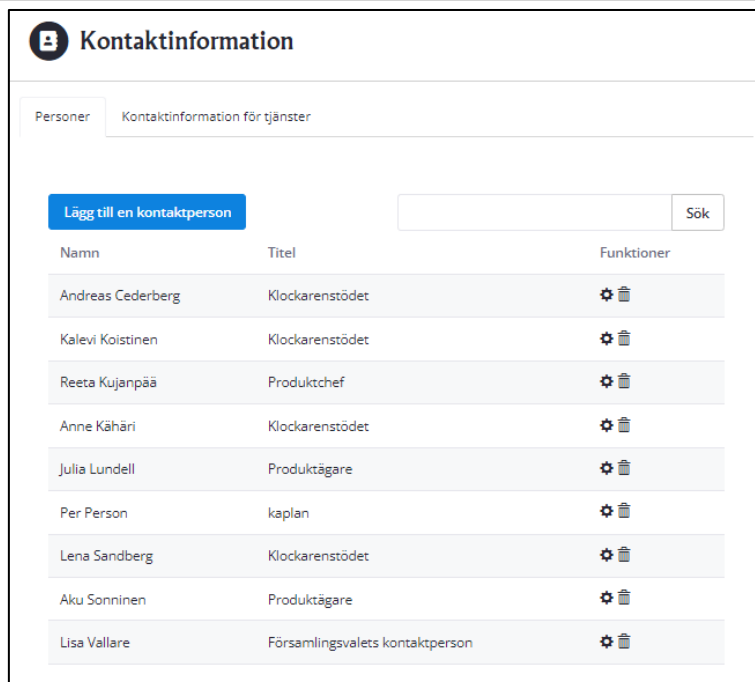 Kontaktinformation
Personer Kontaktinformation för tjänster
Lägg till en kontaktperson Sök
Namn Titel Funktioner
Andreas Cederberg Klockarenstödet
Kalevi Koistinen Klockarenstödet
Reeta Kujanpää Produktchef
Anne Kähäri Klockarenstödet
Julia Lundell Produktägare
Per Person kaplan
Lena Sandberg Klockarenstödet
Aku Sonninen Produktägare
Lisa Vallare Församlingsvalets kontaktperson